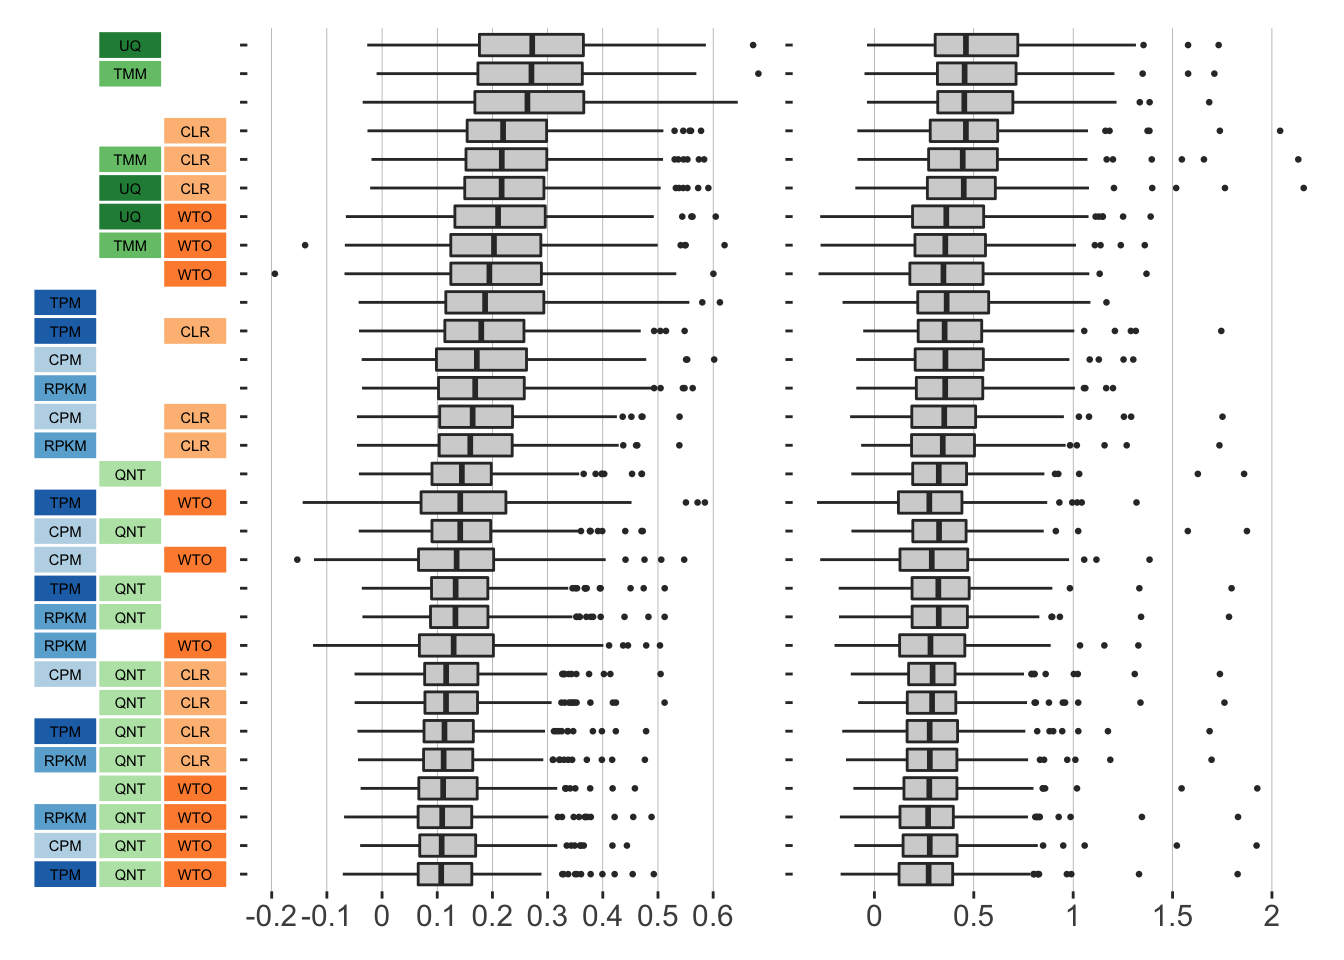 UQ
TMM
CLR
TMM CLR
UQ CLR
UQ WTO
TMM WTO
WTO
TPM
TPM CLR
CPM
RPKM
CPM CLR
RPKM CLR
QNT
TPM WTO
CPM QNT
CPM WTO
TPM QNT
RPKM QNT
RPKM WTO
CPM QNT CLR
QNT CLR
TPM QNT CLR
RPKM QNT CLR
QNT WTO
RPKM QNT WTO
CPM QNT WTO
TPM QNT WTO
-0.2 -0.1 0 0.1 0.2 0.3 0.4 0.5 0.6 0 0.5 1 1.5 2